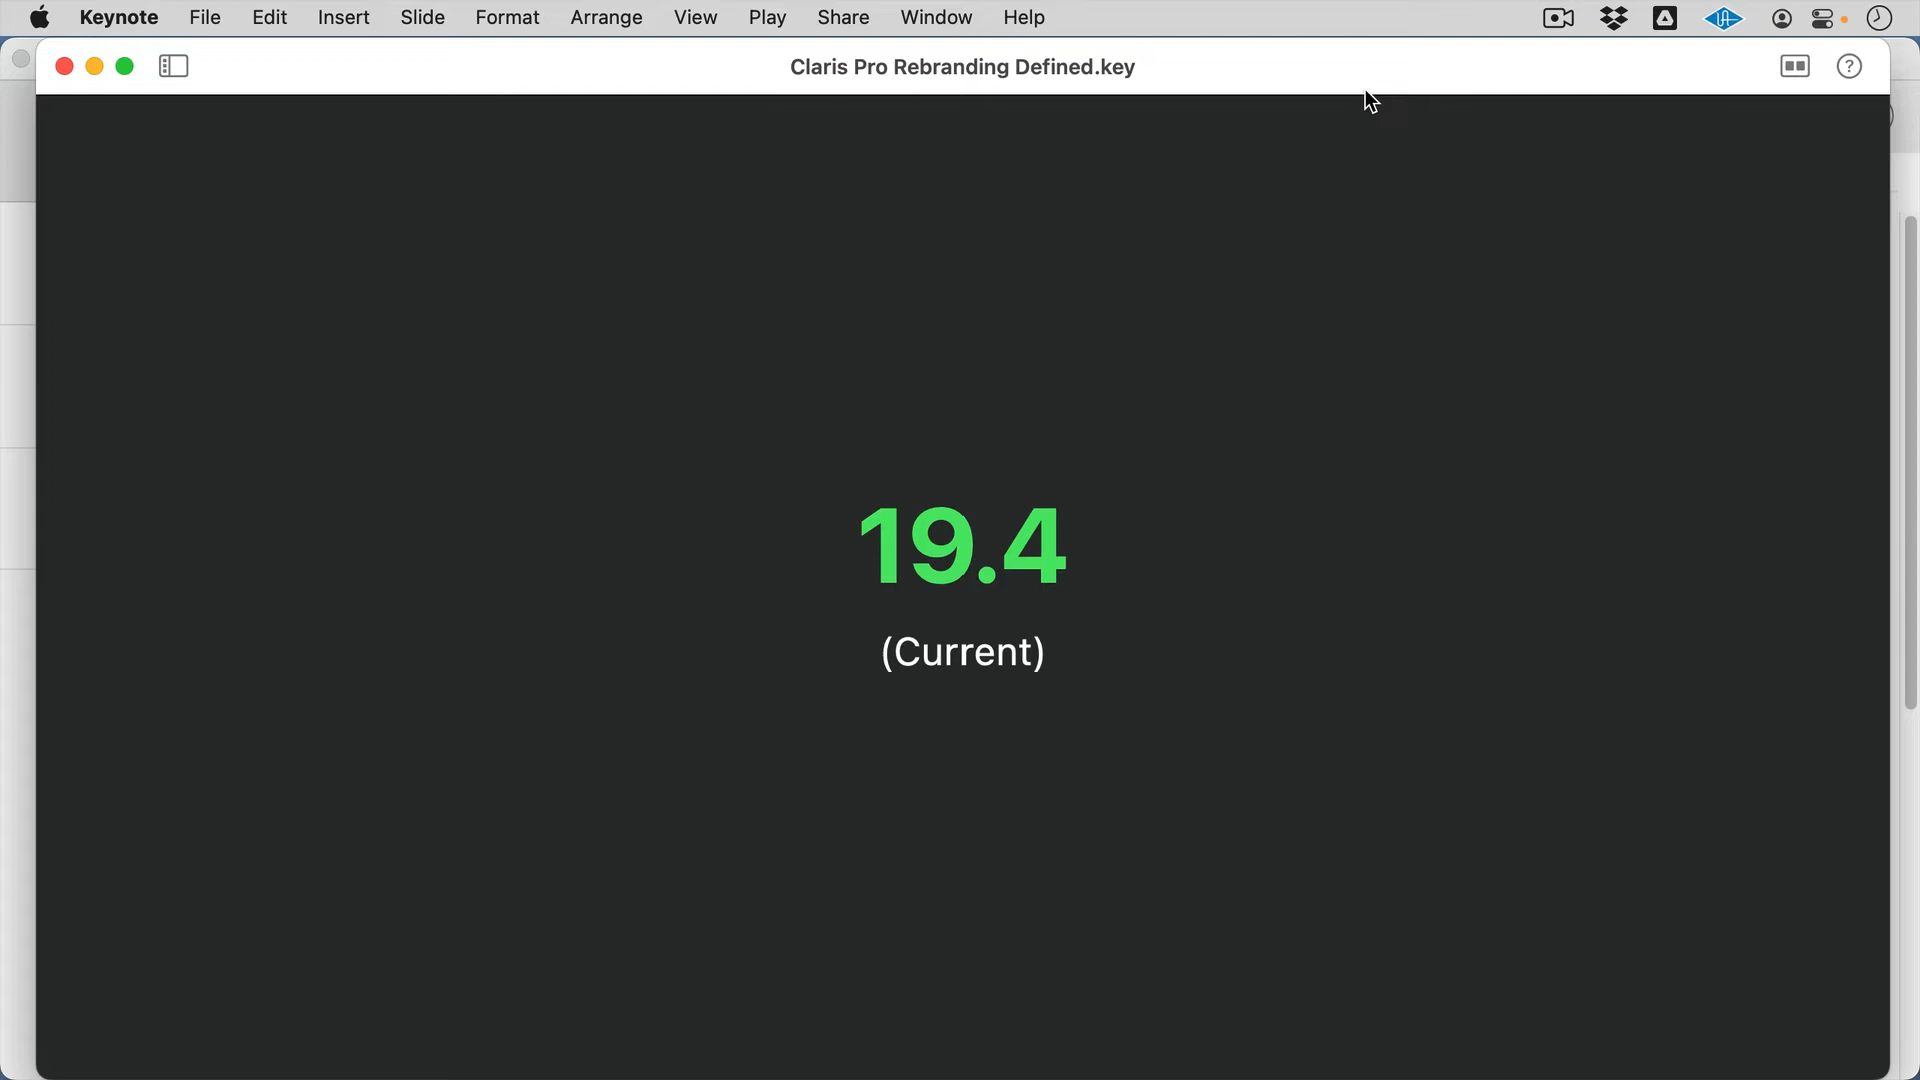 Keynote File Edit Insert Slide Format Arrange View Play Share Window Help
Claris Pro Rebranding Defined.key
19.4
(Current)